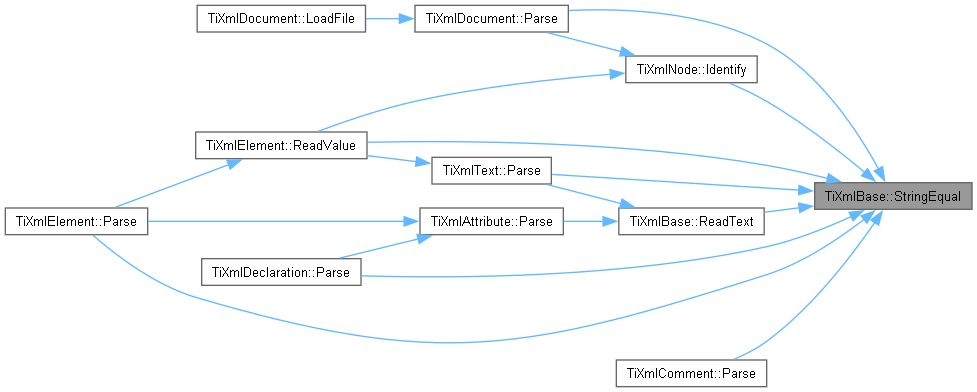 TiXmlDocument::LoadFile
TiXmlDocument::Parse
TiXmlNode::Identify
TiXmlElement::ReadValue
TiXmlText::Parse
TiXmlBase::StringEqual
TiXmlElement::Parse
TiXmlAttribute::Parse
TiXmlBase::ReadText
TiXmlDeclaration::Parse
TiXmlComment::Parse